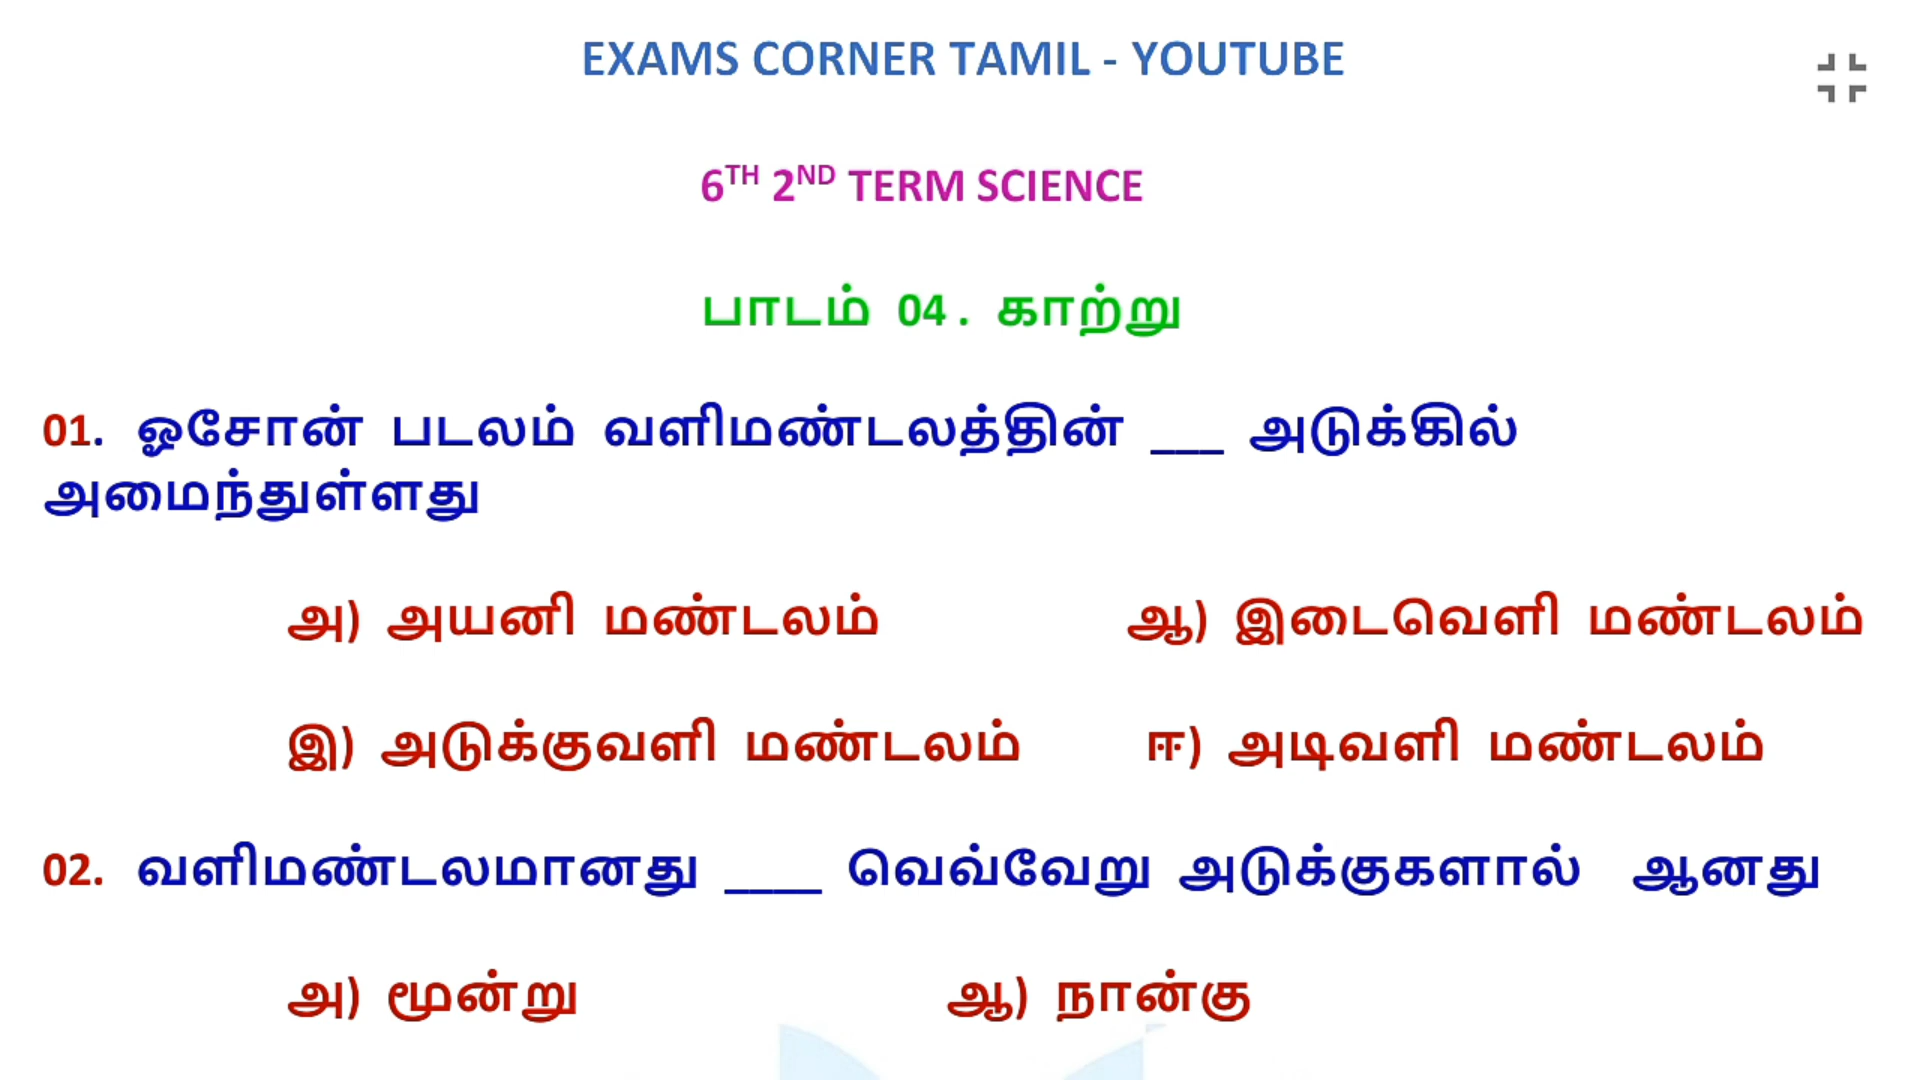 EXAMS CORNER TAMIL - YOUTUBE
6TH 2ND TERM SCIENCE
பாடம் 04 . காற்று
01. ஓசோன் படலம் வளிமண்டலத்தின் ___ அடுக்கில்
அமைந்துள்ளது
அ) அயனி மண்டலம் ஆ) இடைவெளி மண்டலம்
இ) அடுக்குவளி மண்டலம் ஈ) அடிவளி மண்டலம்
02. வளிமண்டலமானது ____ வெவ்வேறு அடுக்குகளால் ஆனது
அ) மூன்று ஆ) நான்கு